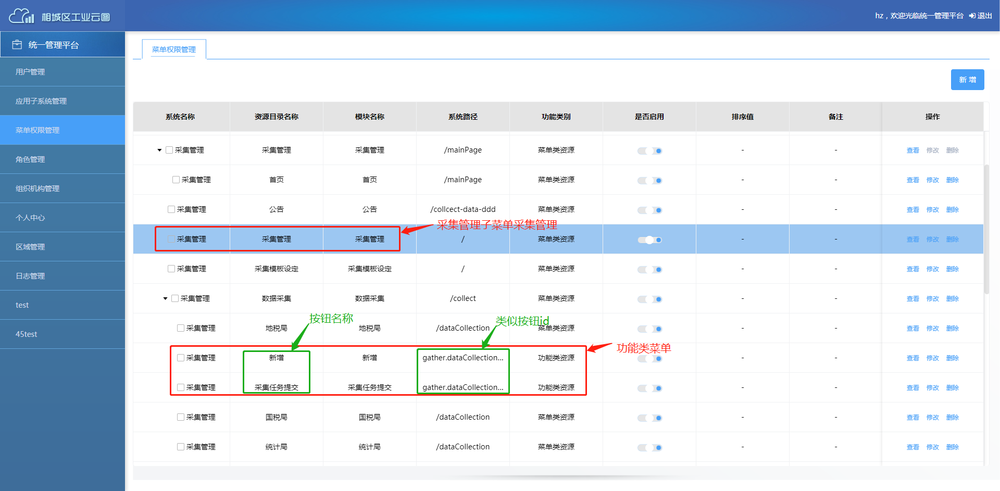 相城区工业云图
hz，欢迎光临统一管理平台 退出
统一管理平台
用户管理
应用子系统管理
菜单权限管理
角色管理
组织机构管理
个人中心
区域管理
日志管理
test
45test
菜单权限管理
新 增
系统名称 资源目录名称 模块名称 系统路径 功能类别 是否启用 排序值 备注 操作
采集管理 采集管理 采集管理 /mainPage 菜单类资源 - - 查看 修改 删除
采集管理 首页 首页 /mainPage 菜单类资源 - - 查看 修改 删除
采集管理 公告 公告 /collcect-data-ddd 菜单类资源 - - 查看 修改 删除
采集管理子菜单采集管理
采集管理 采集管理 采集管理 / 菜单类资源 - - 查看 修改 删除
采集管理 采集模板设定 采集模板设定 / 菜单类资源 - - 查看 修改 删除
采集管理 数据采集 数据采集 /collect 菜单类资源 - - 查看 修改 删除
按钮名称 类似按钮id
采集管理 地税局 地税局 /dataCollection 菜单类资源 - - 查看 修改 删除
功能类菜单
采集管理 新增 新增 gather.dataCollection... 功能类资源 - - 查看 修改 删除
采集管理 采集任务提交 采集任务提交 gather.dataCollection... 功能类资源 - - 查看 修改 删除
采集管理 国税局 国税局 /dataCollection 菜单类资源 - - 查看 修改 删除
采集管理 统计局 统计局 /dataCollection 菜单类资源 - - 查看 修改 删除